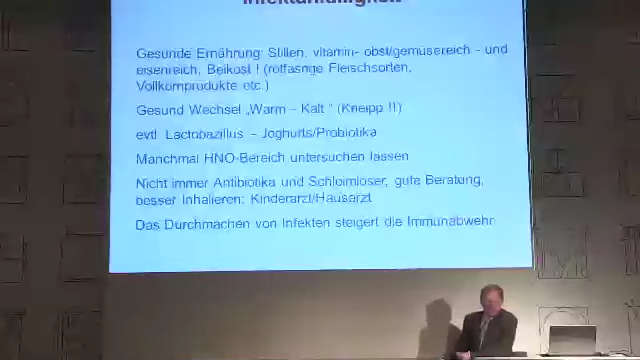 Infektanfälligkeit
Gesunde Ernährung: Stillen, vitamin- obst/gemüsereich - und
eisenreich, Beikost ! (rotfasrige Fleischsorten,
Vollkornprodukte etc.)
Gesund Wechsel „Warm – Kalt " (Kneipp !!)
evtl. Lactobazillus – Joghurts/Probiotika
Manchmal HNO-Bereich untersuchen lassen
Nicht immer Antibiotika und Schleimlöser, gute Beratung,
besser Inhalieren: Kinderarzt/Hausarzt
Das Durchmachen von Infekten steigert die Immunabwehr